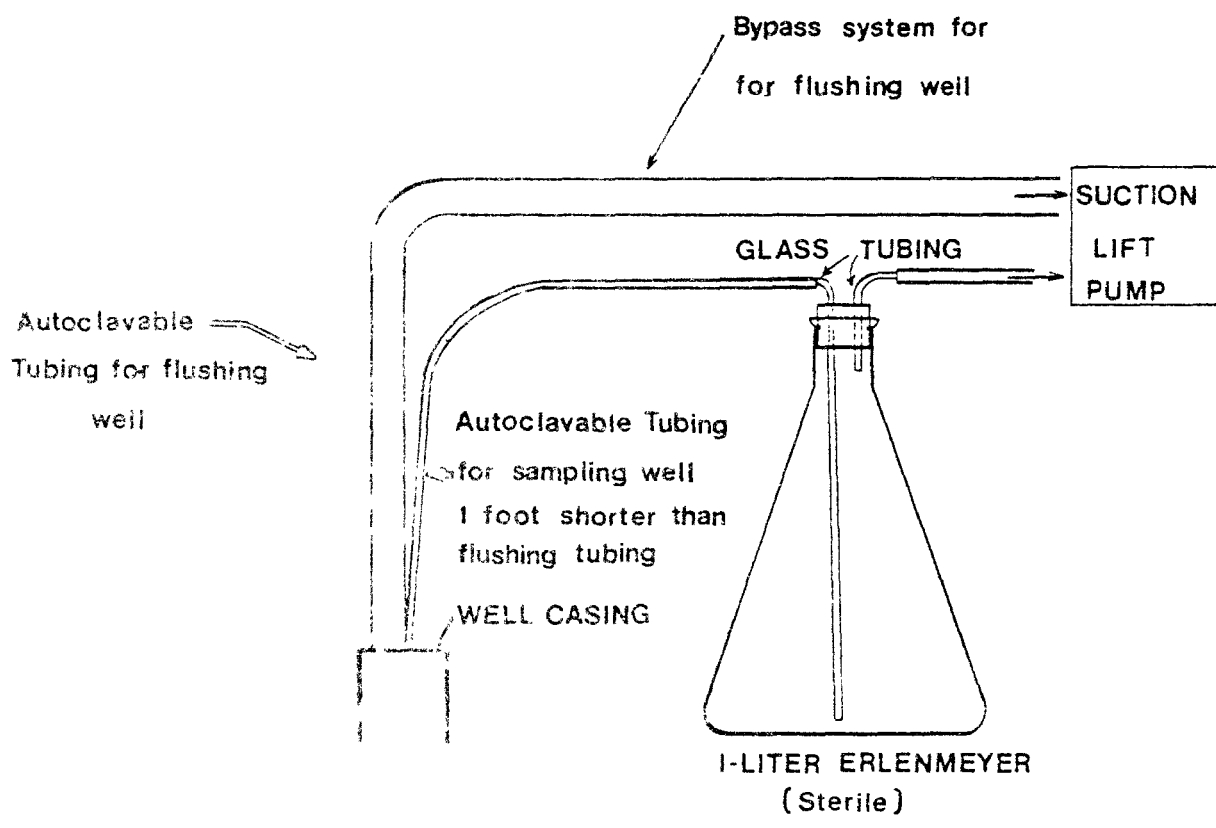 Bypass system for
for flushing well
SUCTION
LIFT
PUMP
GLASS TUBING
Autoclavable
Tubing for flushing
well
Autoclavable Tubing
for sampling well
1 foot shorter than
flushing tubing
WELL CASING
1-LITER ERLENMEYER
(Sterile)